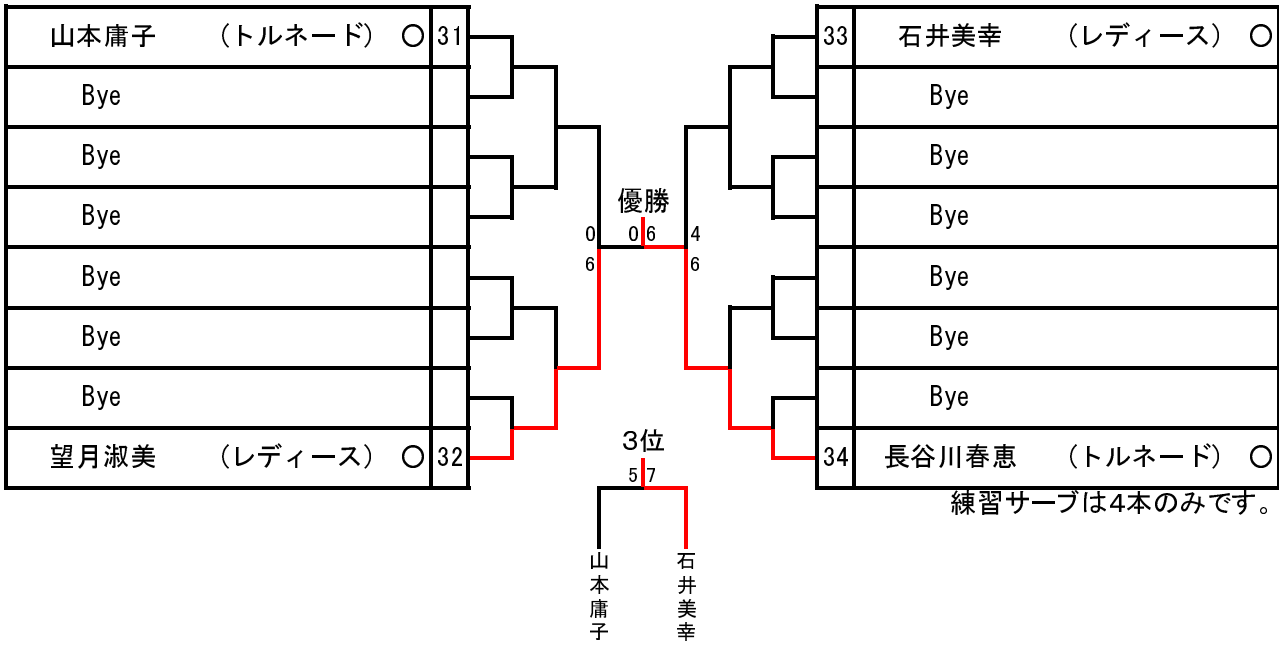 山本庸子 （トルネード） ○ 31
Bye
Bye
Bye
Bye
Bye
Bye
望月淑美 （レディース） ○ 32
優勝
0 0 6 4
6 6
3位
5 7
山本庸子
石井美幸
33 石井美幸 （レディース） ○
Bye
Bye
Bye
Bye
Bye
Bye
34 長谷川春恵 （トルネード） ○
練習サーブは4本のみです。